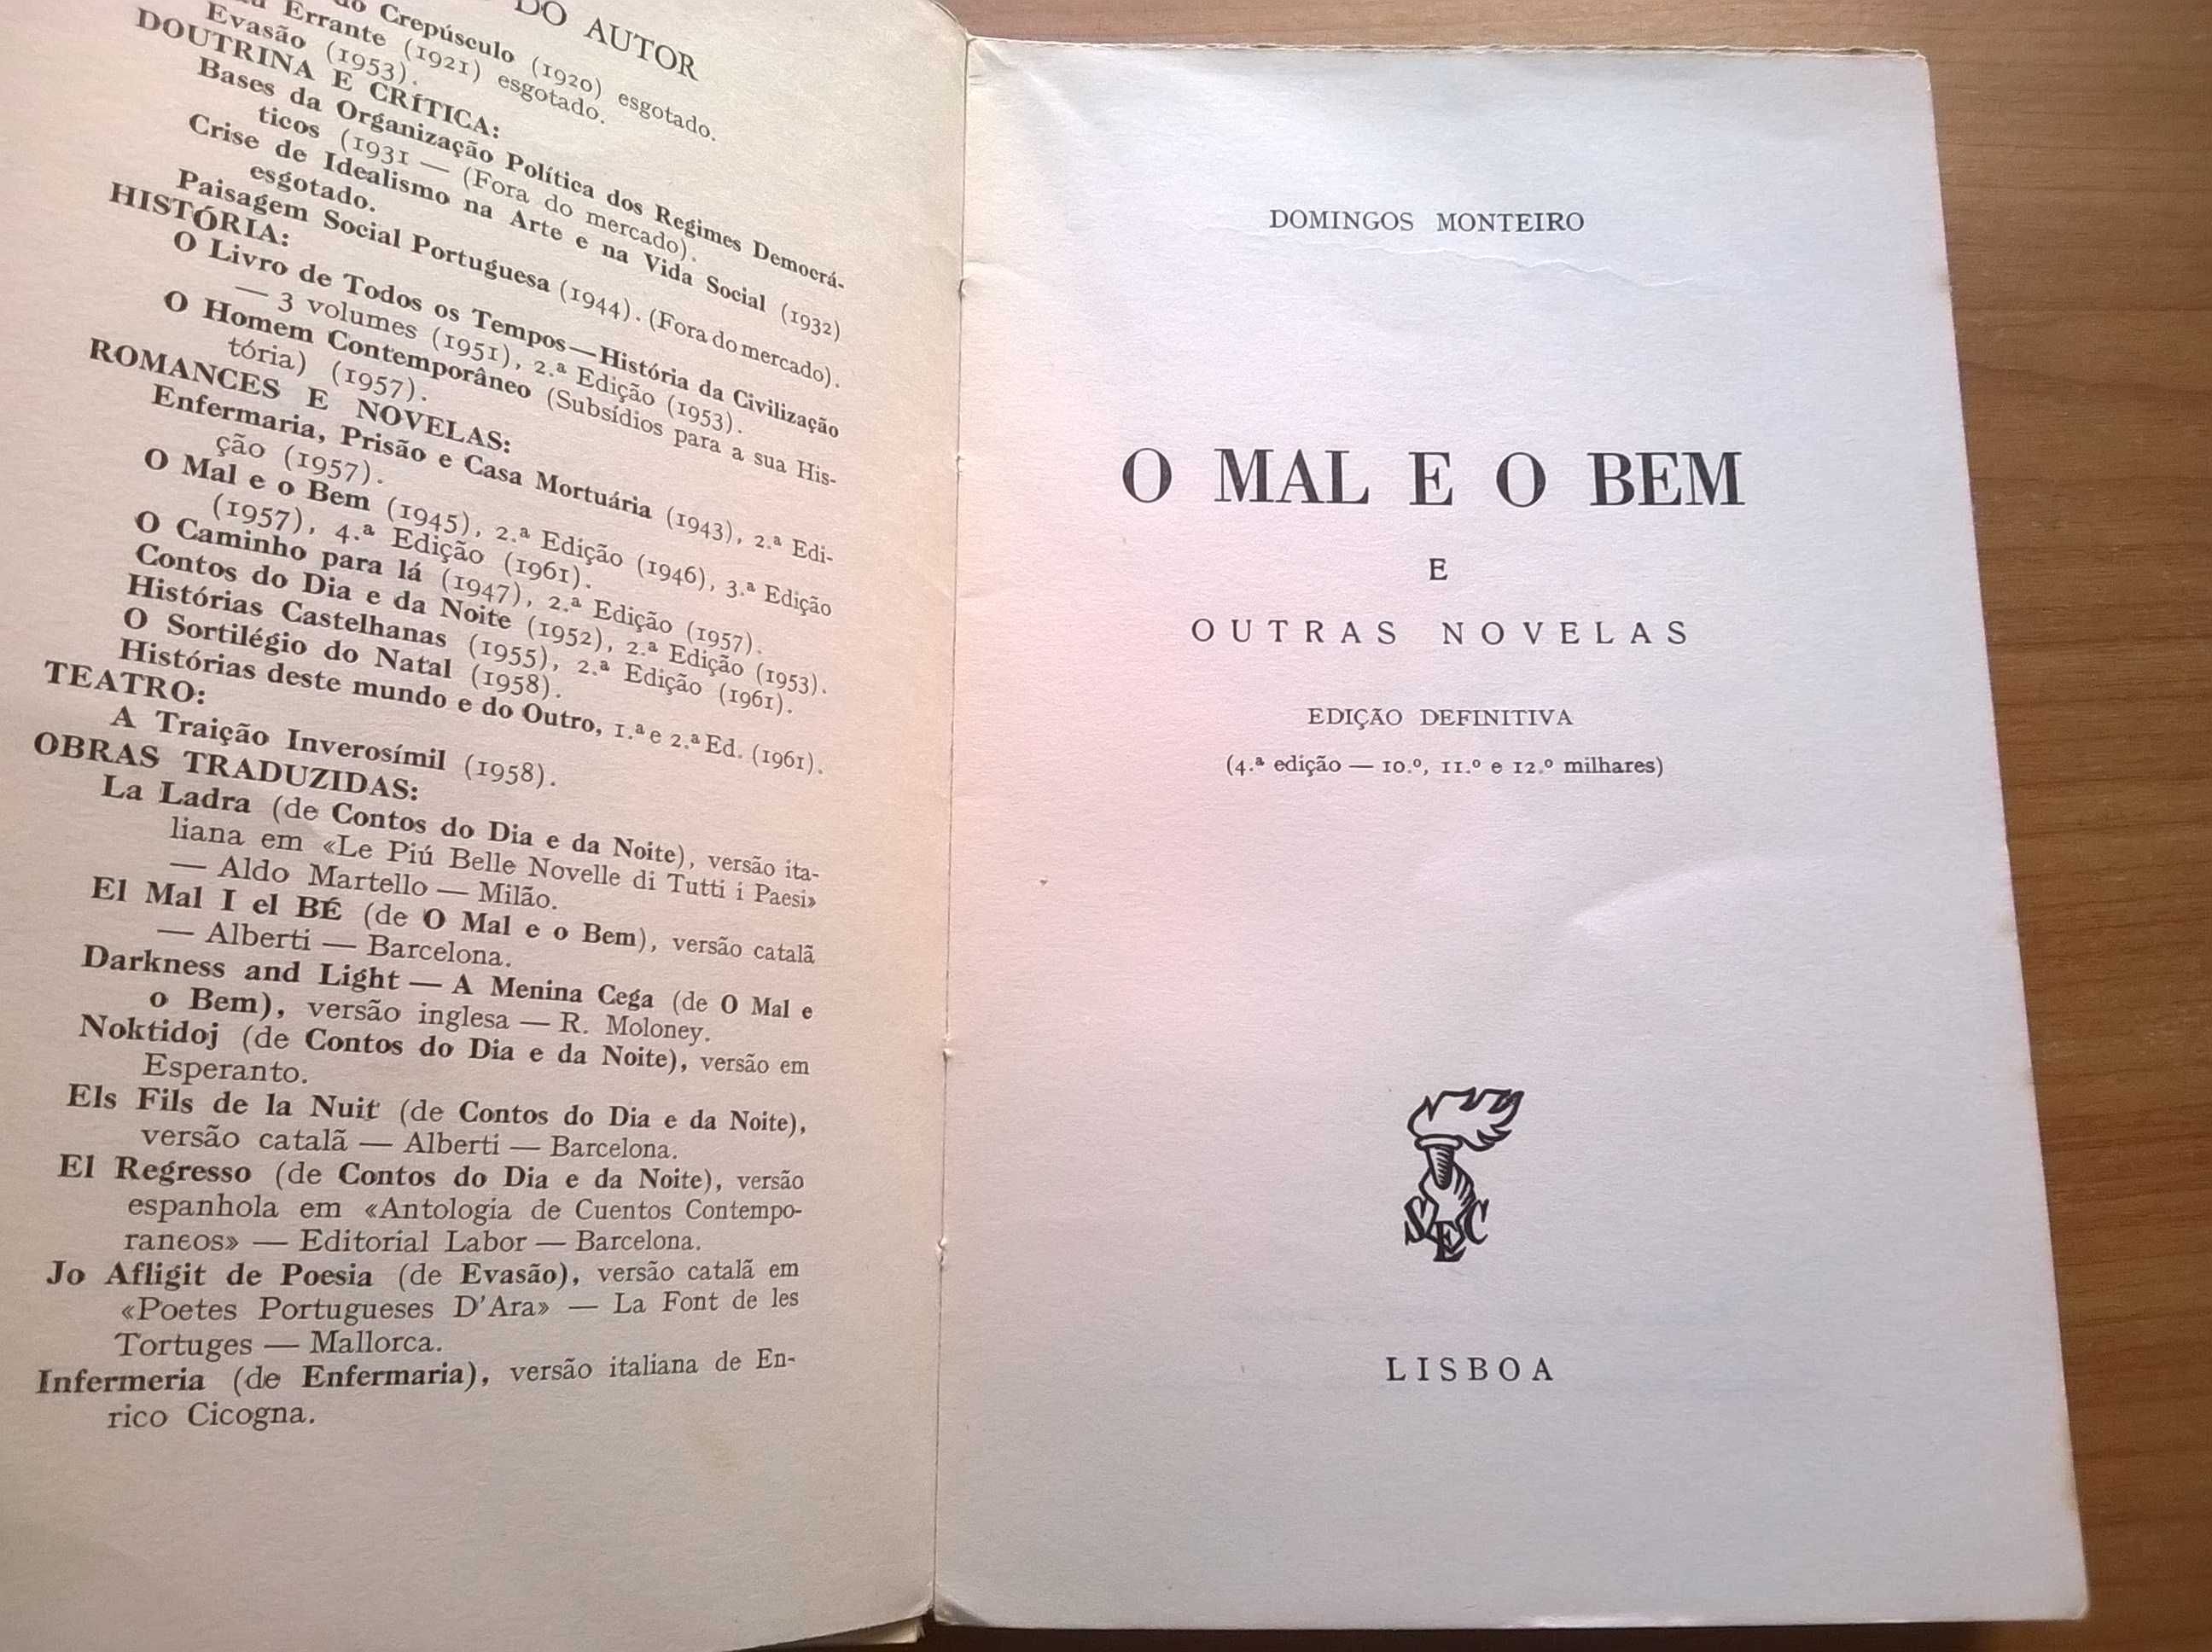 DO AUTOR
Crepúsculo (1920) esgotado.
Errante (1921) esgotado.
Evasão (1953).
DOUTRINA E CRÍTICA:
Bases da Organização Política dos Regimes Democrá-
ticos (1931 — (Fora do mercado).
Crise de Idealismo na Arte e na Vida Social (1932)
esgotado.
Paisagem Social Portuguesa (1944). (Fora do mercado).
HISTÓRIA:
O Livro de Todos os Tempos — História da Civilização
— 3 volumes (1951), 2.ª Edição (1953).
O Homem Contemporâneo (Subsídios para a sua His-
tória) (1957).
ROMANCES E NOVELAS:
Enfermaria, Prisão e Casa Mortuária (1943), 2.ª Edi-
ção (1957).
O Mal e o Bem (1945), 2.ª Edição (1946), 3.ª Edição
(1957), 4.ª Edição (1961).
O Caminho para lá (1947), 2.ª Edição (1957).
Contos do Dia e da Noite (1952), 2.ª Edição (1953).
Histórias Castelhanas (1955), 2.ª Edição (1961).
O Sortilégio do Natal (1958).
Histórias deste mundo e do Outro, 1.ª e 2.ª Ed. (1961).
TEATRO:
A Traição Inverosímil (1958).
OBRAS TRADUZIDAS:
La Ladra (de Contos do Dia e da Noite), versão ita-
liana em «Le Piú Belle Novelle di Tutti i Paesi»
— Aldo Martello — Milão.
El Mal I el BÉ (de O Mal e o Bem), versão catalã
— Alberti — Barcelona.
Darkness and Light — A Menina Cega (de O Mal e
o Bem), versão inglesa — R. Moloney.
Noktidoj (de Contos do Dia e da Noite), versão em
Esperanto.
Els Fils de la Nuit (de Contos do Dia e da Noite),
versão catalã — Alberti — Barcelona.
El Regresso (de Contos do Dia e da Noite), versão
espanhola em «Antologia de Cuentos Contempo-
raneos» — Editorial Labor — Barcelona.
Jo Afligit de Poesia (de Evasão), versão catalã em
«Poetes Portugueses D'Ara» — La Font de les
Tortuges — Mallorca.
Infermeria (de Enfermaria), versão italiana de En-
rico Cicogna.
DOMINGOS MONTEIRO
O MAL E O BEM
E
OUTRAS NOVELAS
EDIÇÃO DEFINITIVA
(4.ª edição — 10.º, 11.º e 12.º milhares)
SEC
LISBOA